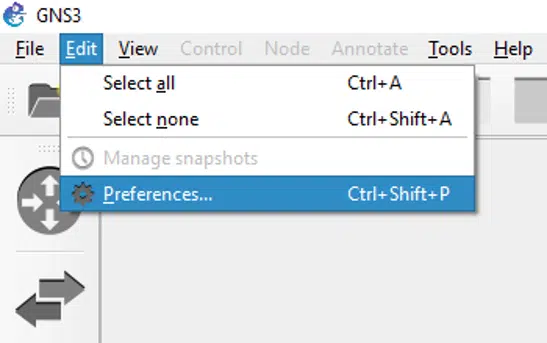 GNS3
File Edit View Control Node Annotate Tools Help
Select all Ctrl+A
Select none Ctrl+Shift+A
Manage snapshots
Preferences... Ctrl+Shift+P